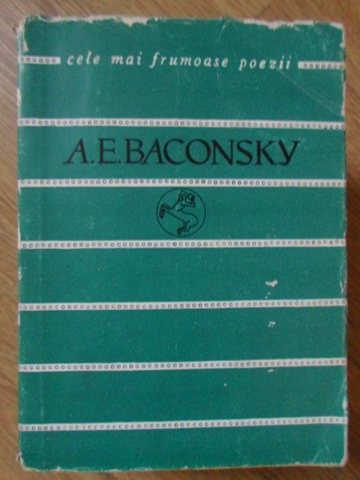 cele mai frumoase poezii
A.E.BACONSKY